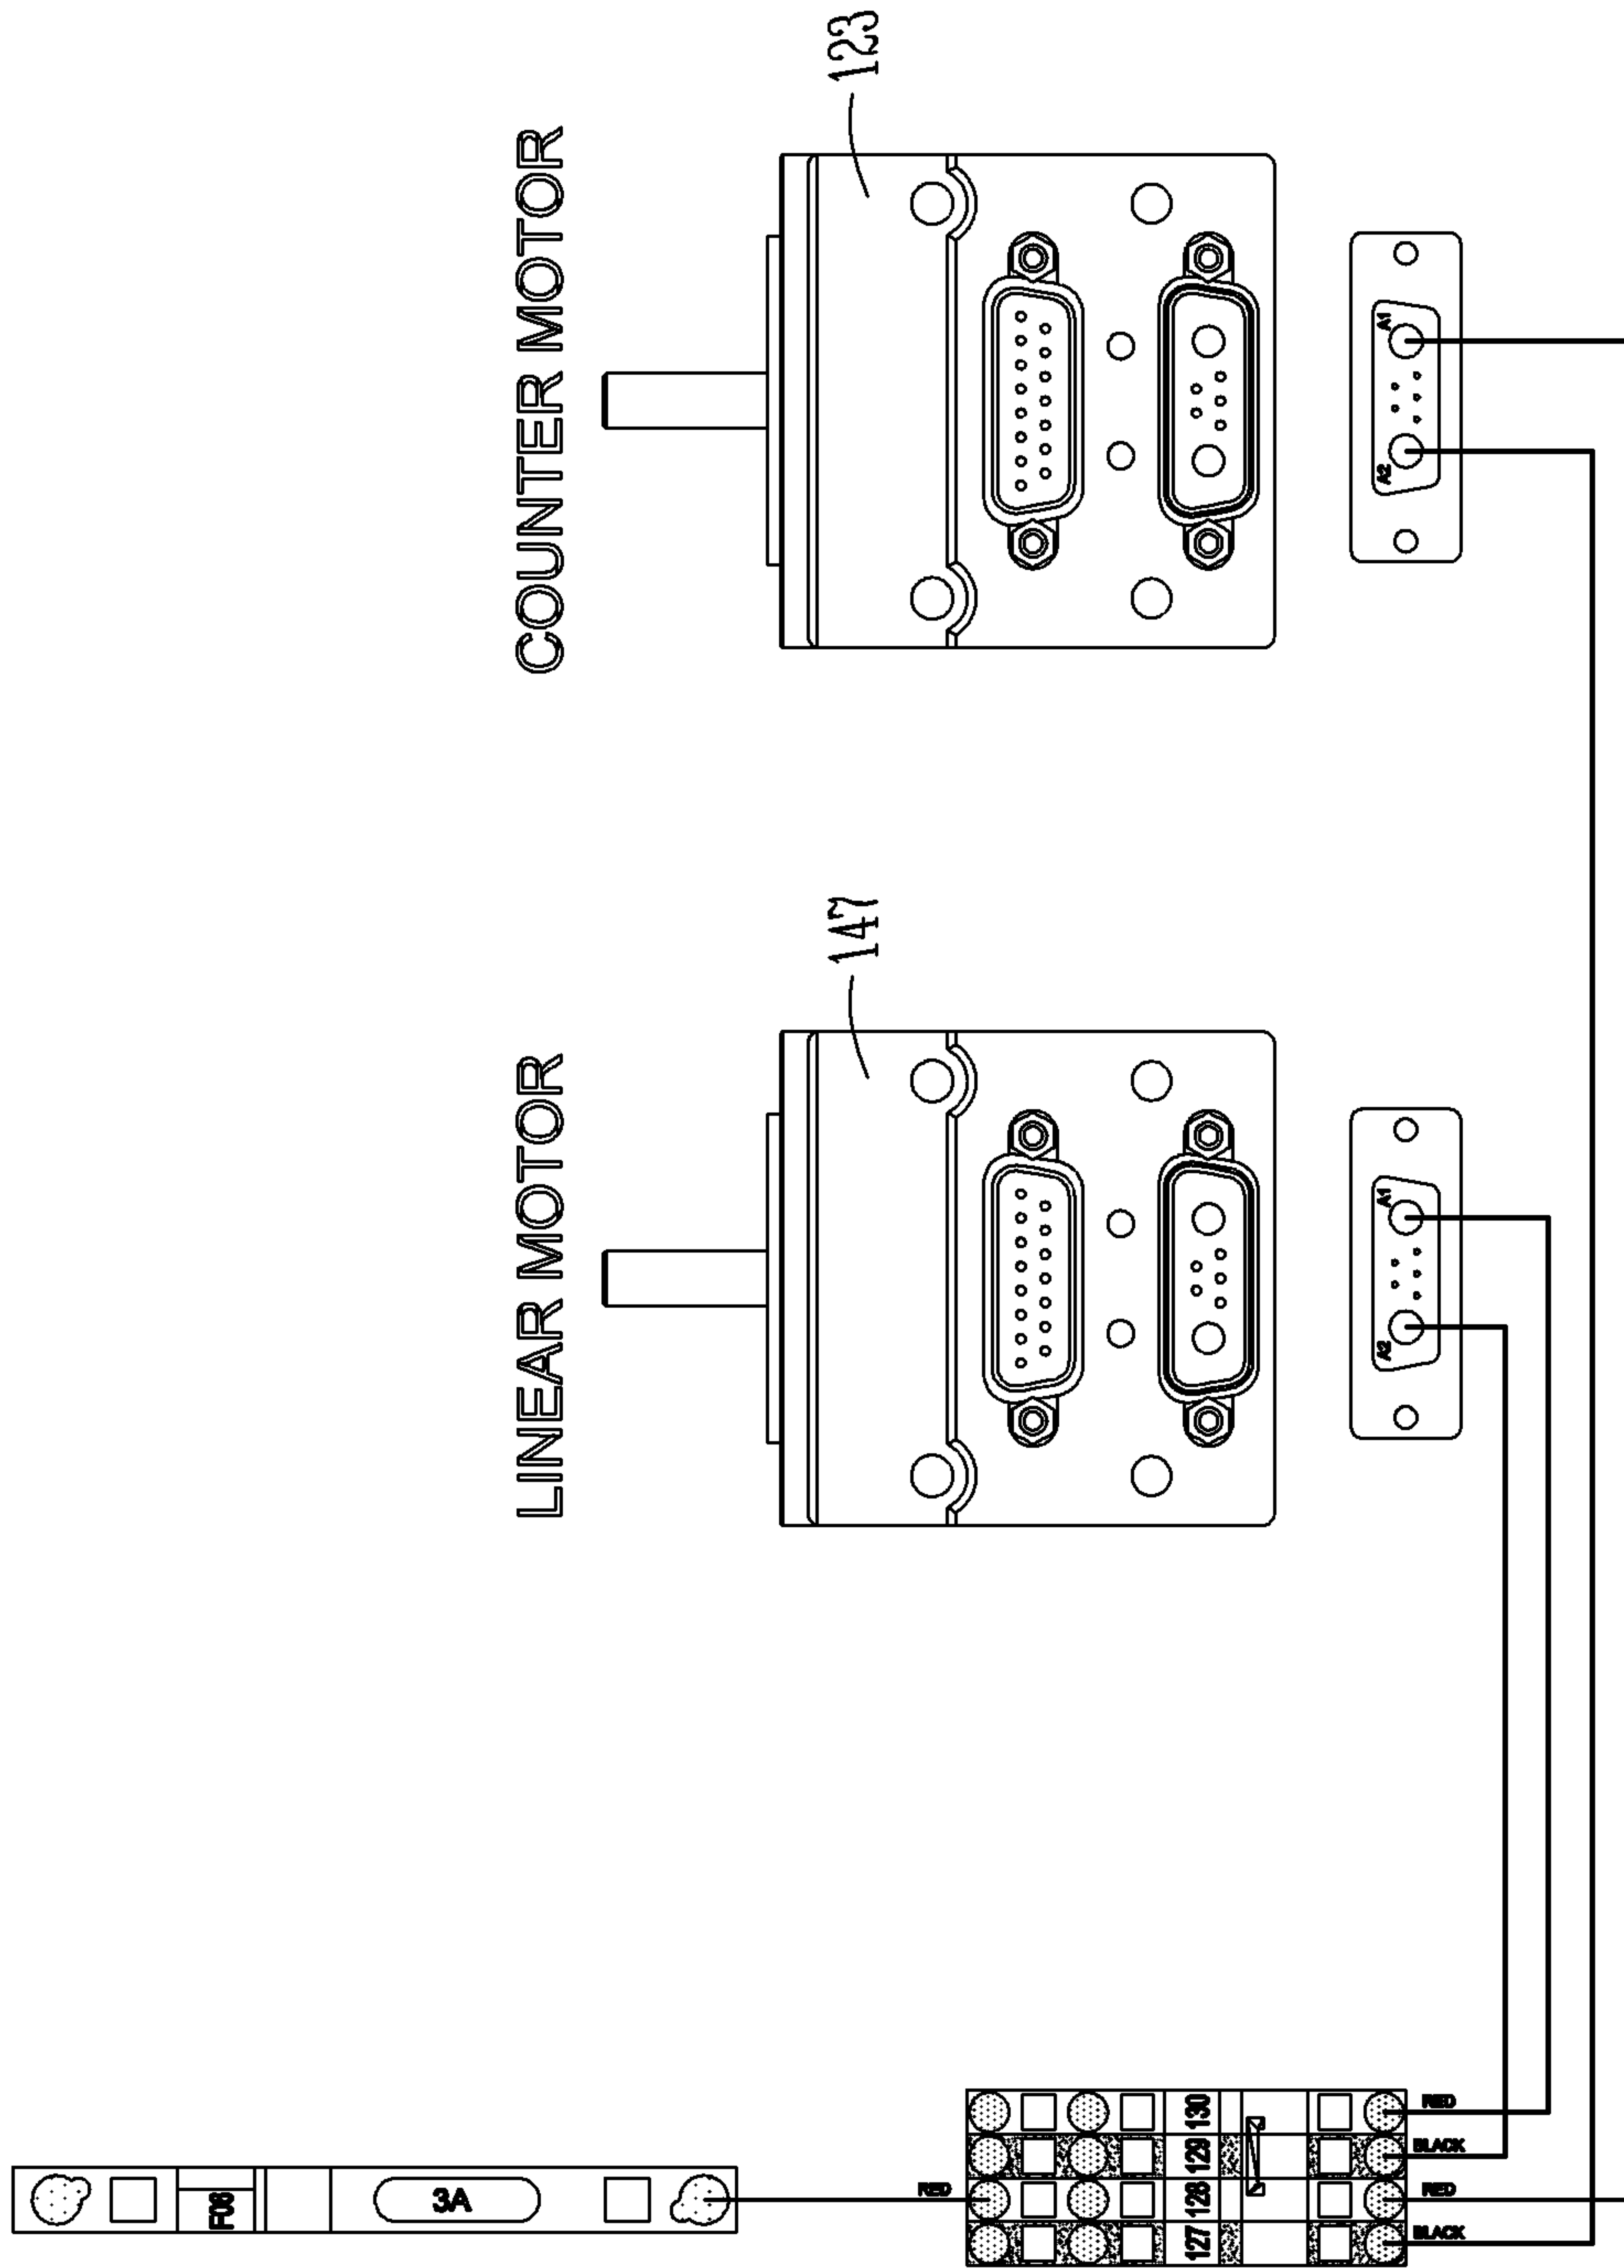 LINEAR MOTOR
COUNTER MOTOR
147
123
A2
A1
A2
A1
F06
3A
RED
127
128
129
130
BLACK
RED
BLACK
RED